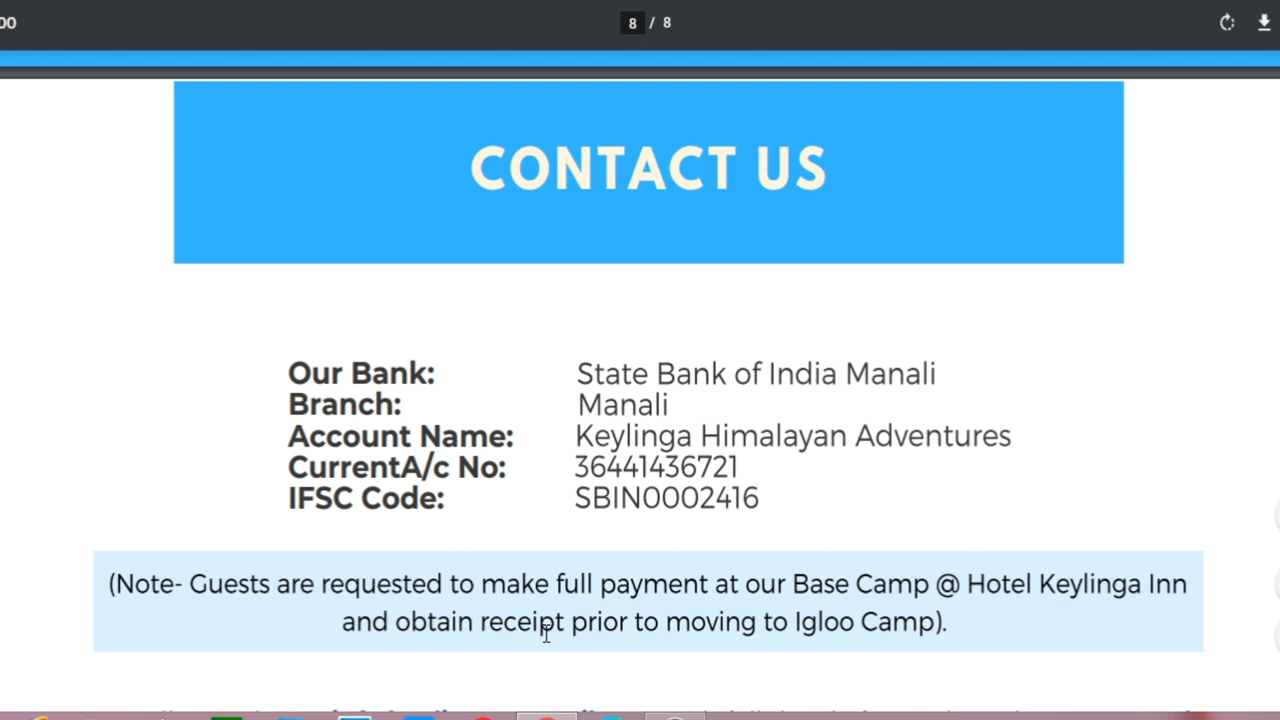 00
8 / 8
CONTACT US
Our Bank: State Bank of India Manali
Branch: Manali
Account Name: Keylinga Himalayan Adventures
CurrentA/c No: 36441436721
IFSC Code: SBIN0002416
(Note- Guests are requested to make full payment at our Base Camp @ Hotel Keylinga Inn
and obtain receipt prior to moving to Igloo Camp).